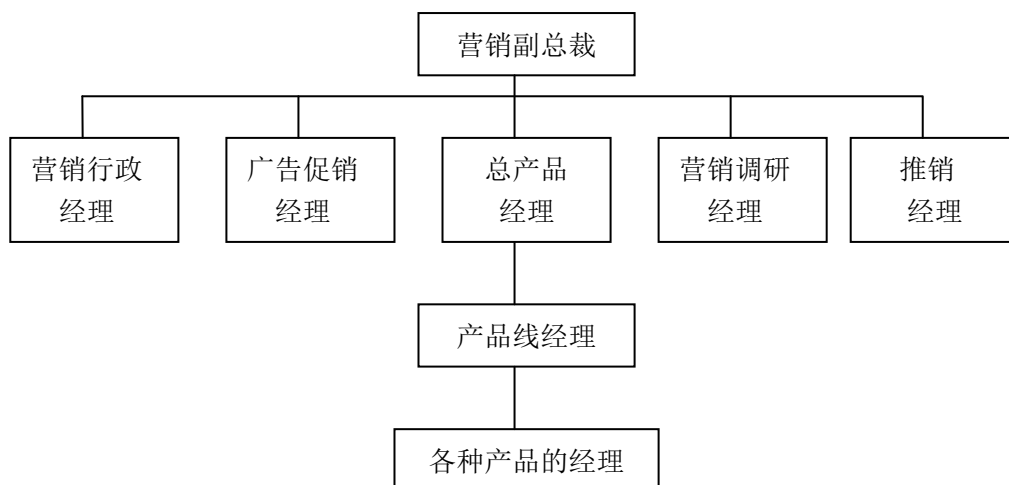 营销副总裁
营销行政
经理
广告促销
经理
总产品
经理
营销调研
经理
推销
经理
产品线经理
各种产品的经理